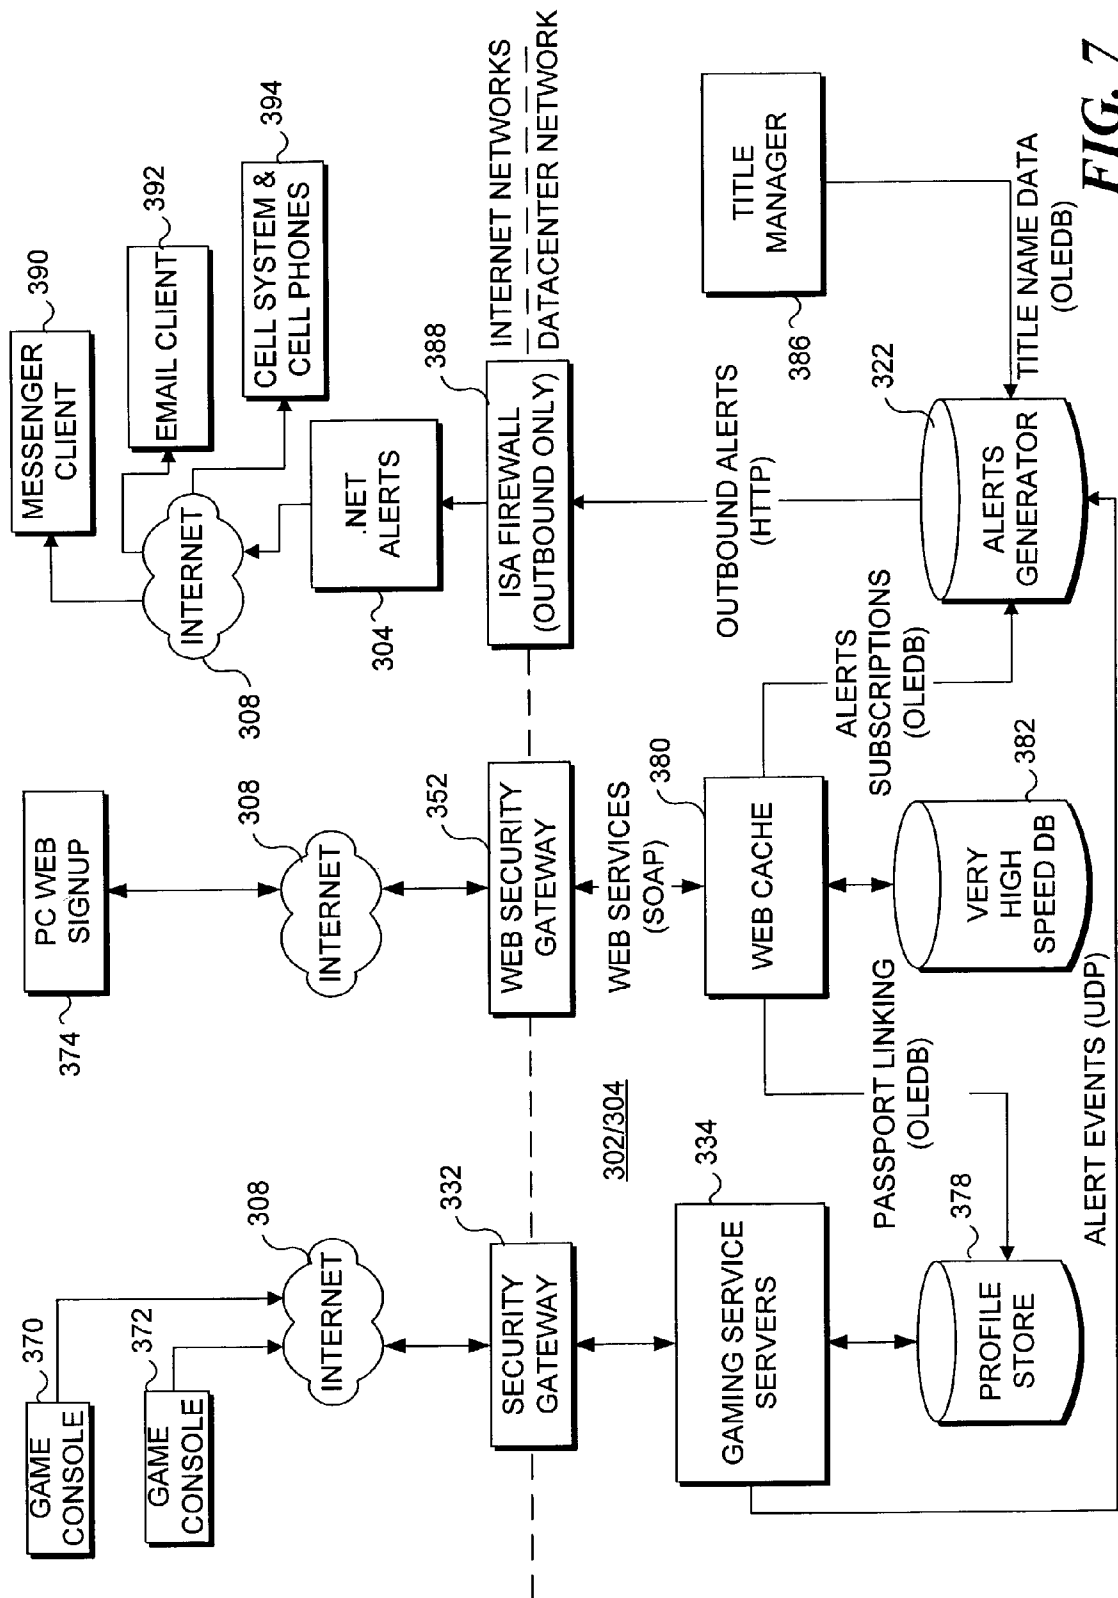 GAME
CONSOLE
370
GAME
CONSOLE
372
INTERNET
308
SECURITY
GATEWAY
332
GAMING SERVICE
SERVERS
334
PROFILE
STORE
378
302/304
PC WEB
SIGNUP
374
INTERNET
308
WEB SECURITY
GATEWAY
352
WEB SERVICES
(SOAP)
WEB CACHE
380
VERY
HIGH
SPEED DB
382
PASSPORT LINKING
(OLEDB)
ALERTS
SUBSCRIPTIONS
(OLEDB)
ALERT EVENTS (UDP)
MESSENGER
CLIENT
390
EMAIL CLIENT
392
CELL SYSTEM &
CELL PHONES
394
INTERNET
308
.NET
ALERTS
304
ISA FIREWALL
(OUTBOUND ONLY)
388
INTERNET NETWORKS
DATACENTER NETWORK
OUTBOUND ALERTS
(HTTP)
ALERTS
GENERATOR
322
TITLE
MANAGER
386
TITLE NAME DATA
(OLEDB)
FIG. 7